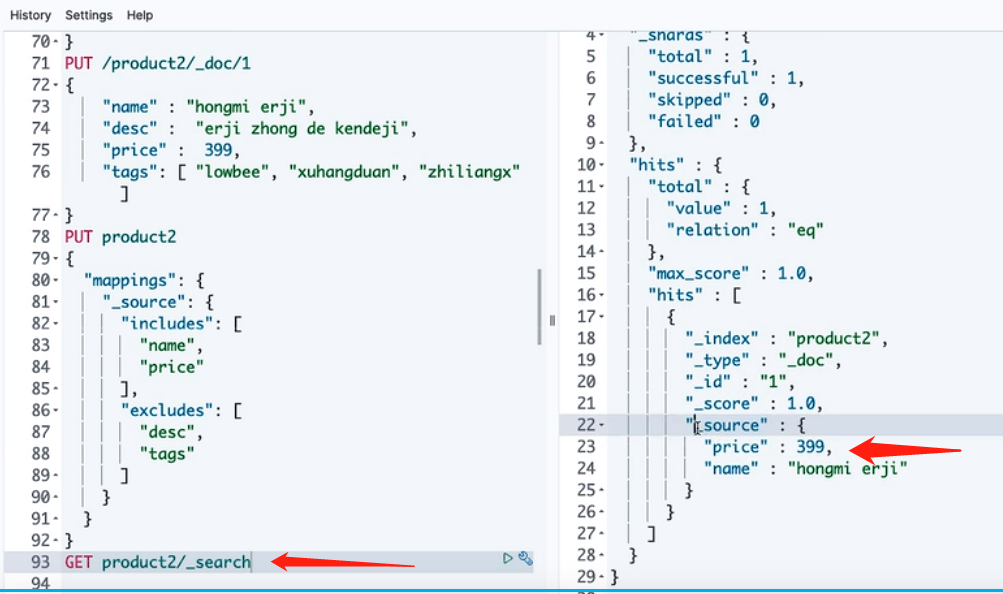 History Settings Help
70 }
71 PUT /product2/_doc/1
72 {
73 "name" : "hongmi erji",
74 "desc" : "erji zhong de kendeji",
75 "price" : 399,
76 "tags": [ "lowbee", "xuhangduan", "zhiliangx"
]
77 }
78 PUT product2
79 {
80 "mappings": {
81 "_source": {
82 "includes": [
83 "name",
84 "price"
85 ],
86 "excludes": [
87 "desc",
88 "tags"
89 ]
90 }
91 }
92 }
93 GET product2/_search
94
4 "_shards" : {
5 "total" : 1,
6 "successful" : 1,
7 "skipped" : 0,
8 "failed" : 0
9 },
10 "hits" : {
11 "total" : {
12 "value" : 1,
13 "relation" : "eq"
14 },
15 "max_score" : 1.0,
16 "hits" : [
17 {
18 "_index" : "product2",
19 "_type" : "_doc",
20 "_id" : "1",
21 "_score" : 1.0,
22 "_source" : {
23 "price" : 399,
24 "name" : "hongmi erji"
25 }
26 }
27 ]
28 }
29 }